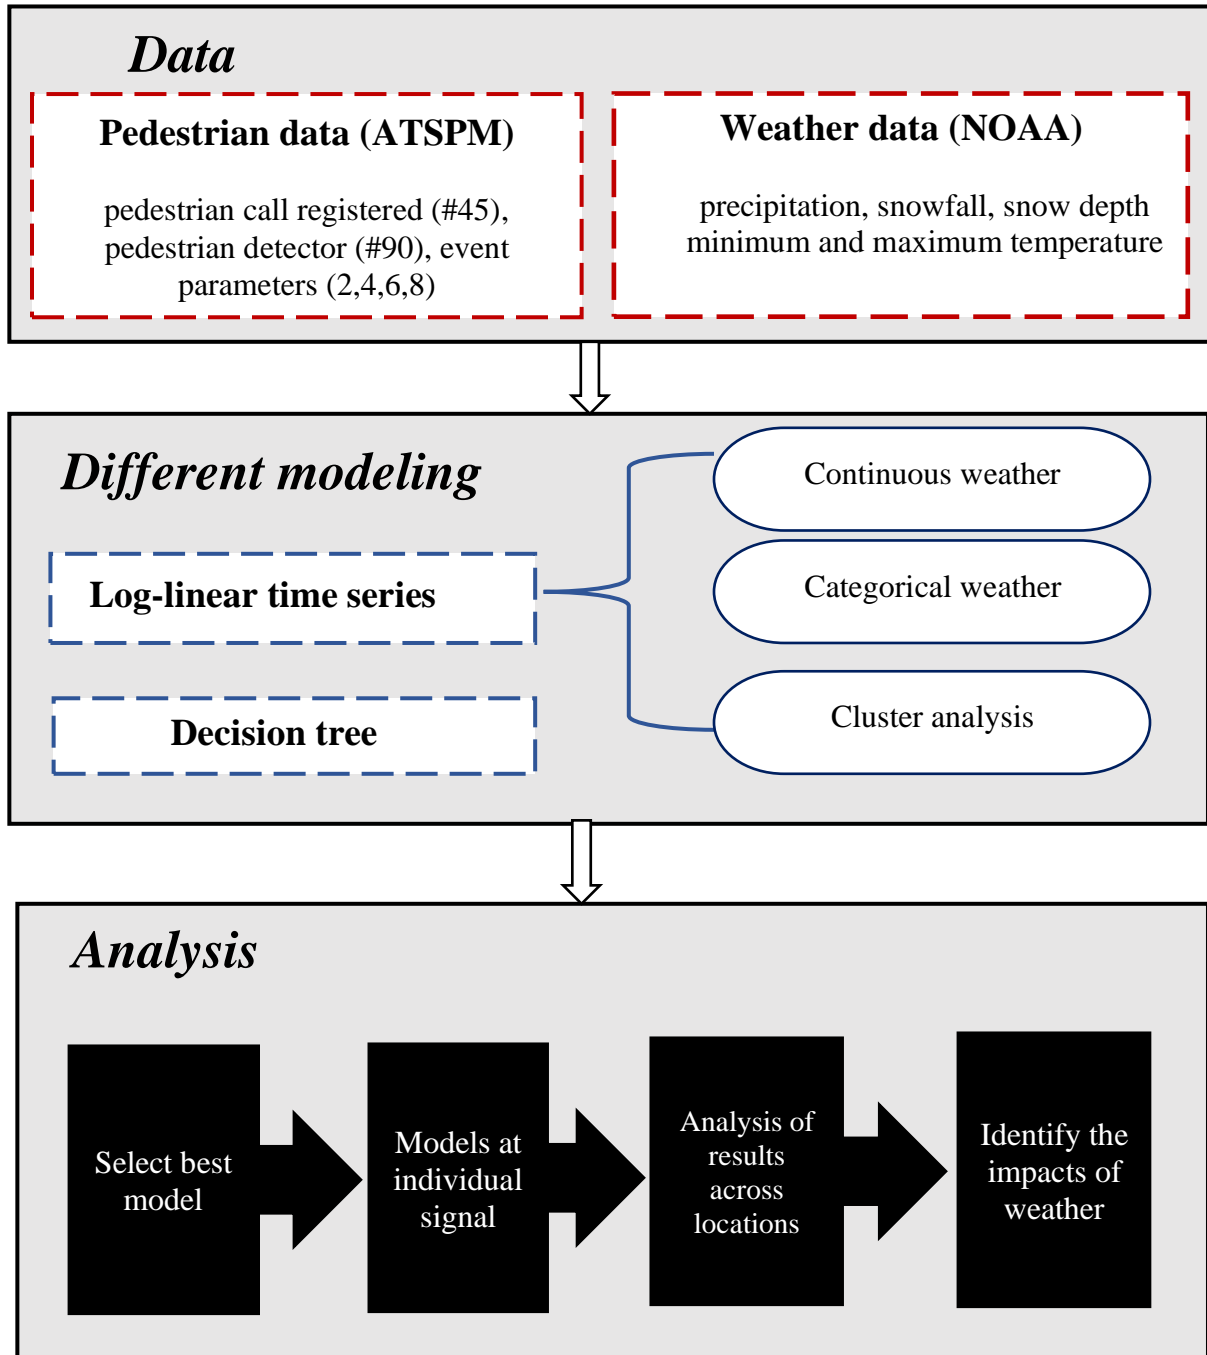 Data
Pedestrian data (ATSPM)
pedestrian call registered (#45),
pedestrian detector (#90), event
parameters (2,4,6,8)
Weather data (NOAA)
precipitation, snowfall, snow depth
minimum and maximum temperature
Different modeling
Log-linear time series
Decision tree
Continuous weather
Categorical weather
Cluster analysis
Analysis
Select best
model
Models at
individual
signal
Analysis of
results
across
locations
Identify the
impacts of
weather